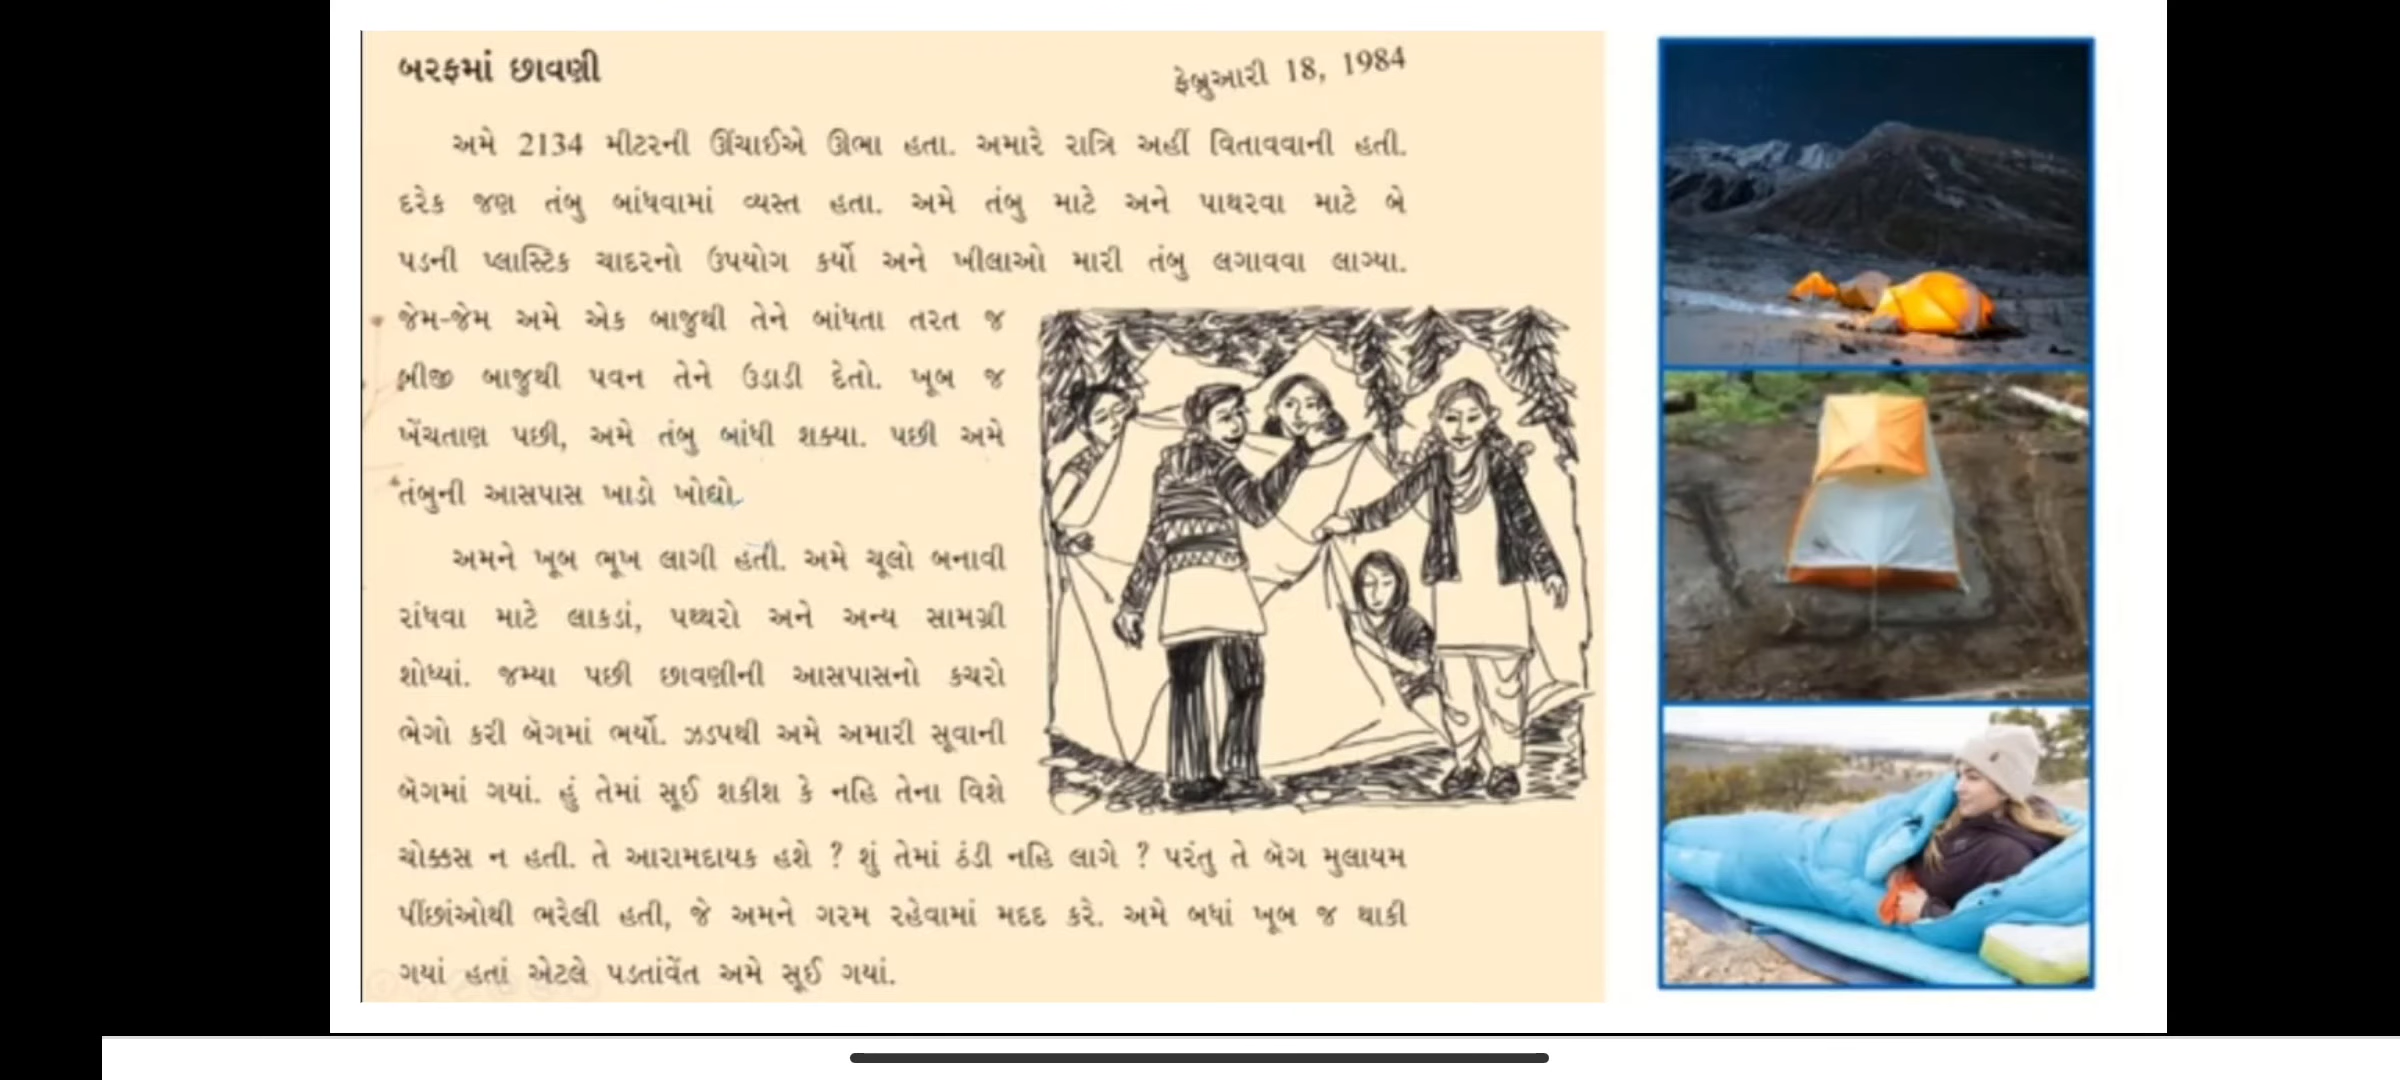 બરફમાં છાવણી
ફેબ્રુઆરી 18, 1984
અમે 2134 મીટરની ઊંચાઈએ ઊભા હતા. અમારે રાત્રિ અહીં વિતાવવાની હતી.
દરેક જણ તંબુ બાંધવામાં વ્યસ્ત હતા. અમે તંબુ માટે અને પાથરવા માટે બે
પડની પ્લાસ્ટિક ચાદરનો ઉપયોગ કર્યો અને ખીલાઓ મારી તંબુ લગાવવા લાગ્યા.
જેમ-જેમ અમે એક બાજુથી તેને બાંધતા તરત જ
બીજી બાજુથી પવન તેને ઉડાડી દેતો. ખૂબ જ
ખેંચતાણ પછી, અમે તંબુ બાંધી શક્યા. પછી અમે
તંબુની આસપાસ ખાડો ખોદ્યો.
અમને ખૂબ ભૂખ લાગી હતી. અમે ચૂલો બનાવી
રાંધવા માટે લાકડાં, પથ્થરો અને અન્ય સામગ્રી
શોધ્યાં. જમ્યા પછી છાવણીની આસપાસનો કચરો
ભેગો કરી બૅગમાં ભર્યો. ઝડપથી અમે અમારી સૂવાની
બૅગમાં ગયાં. હું તેમાં સૂઈ શકીશ કે નહિ તેના વિશે
ચોક્કસ ન હતી. તે આરામદાયક હશે ? શું તેમાં ઠંડી નહિ લાગે ? પરંતુ તે બૅગ મુલાયમ
પીંછાંઓથી ભરેલી હતી, જે અમને ગરમ રહેવામાં મદદ કરે. અમે બધાં ખૂબ જ થાકી
ગયાં હતાં એટલે પડતાંવેંત અમે સૂઈ ગયાં.